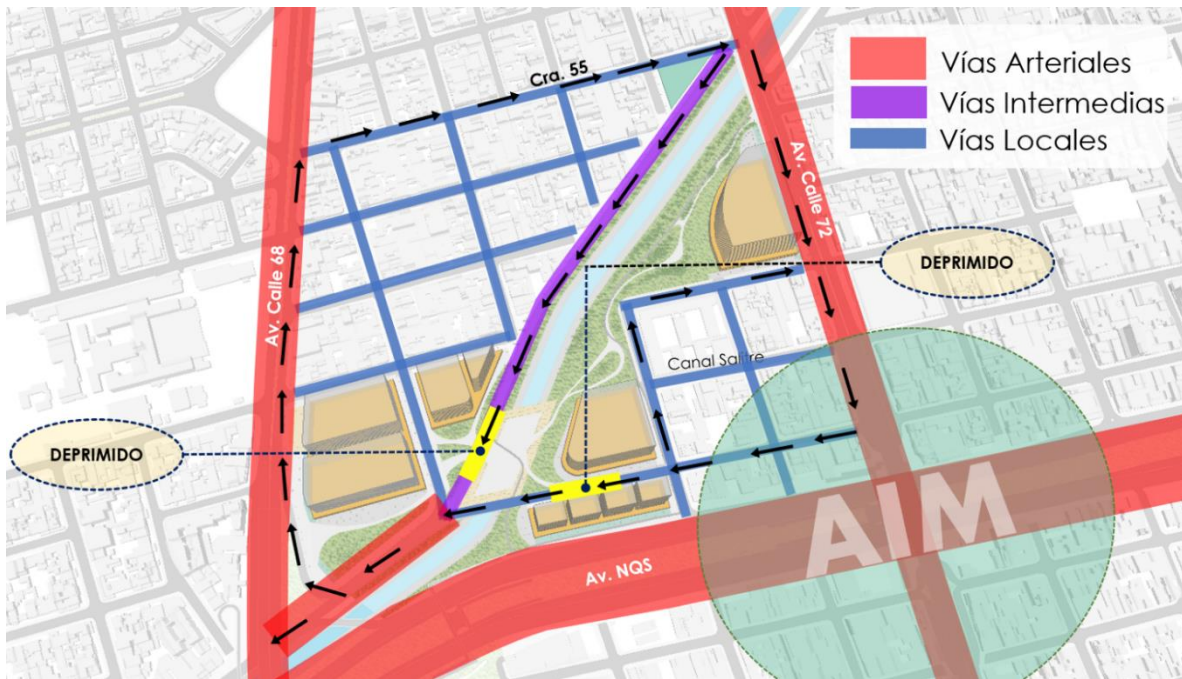 Cra. 55
Vías Arteriales
Vías Intermedias
Vías Locales
Av. Calle 68
Av. Calle 72
DEPRIMIDO
Canal Salitre
DEPRIMIDO
AIM
Av. NQS